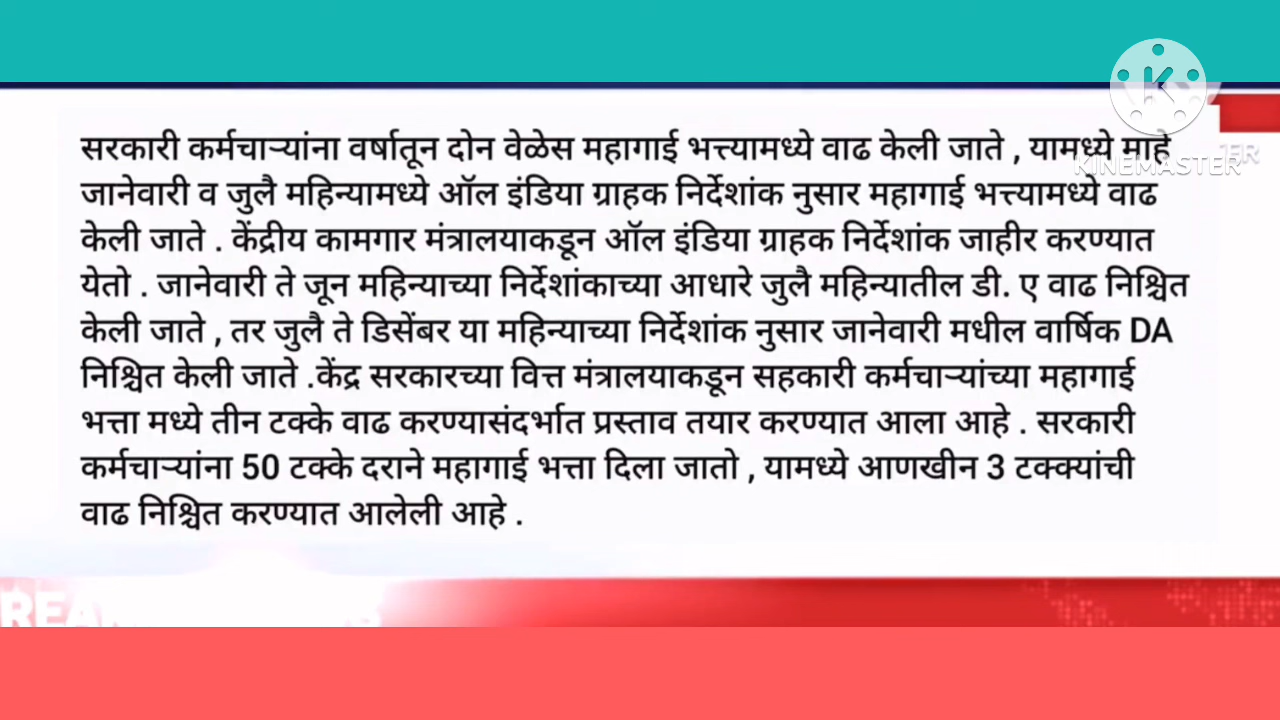 सरकारी कर्मचाऱ्यांना वर्षातून दोन वेळेस महागाई भत्त्यामध्ये वाढ केली जाते , यामध्ये माहे
KINEMASTER
जानेवारी व जुलै महिन्यामध्ये ऑल इंडिया ग्राहक निर्देशांक नुसार महागाई भत्त्यामध्ये वाढ
केली जाते . केंद्रीय कामगार मंत्रालयाकडून ऑल इंडिया ग्राहक निर्देशांक जाहीर करण्यात
येतो . जानेवारी ते जून महिन्याच्या निर्देशांकाच्या आधारे जुलै महिन्यातील डी. ए वाढ निश्चित
केली जाते , तर जुलै ते डिसेंबर या महिन्याच्या निर्देशांक नुसार जानेवारी मधील वार्षिक DA
निश्चित केली जाते .केंद्र सरकारच्या वित्त मंत्रालयाकडून सहकारी कर्मचाऱ्यांच्या महागाई
भत्ता मध्ये तीन टक्के वाढ करण्यासंदर्भात प्रस्ताव तयार करण्यात आला आहे . सरकारी
कर्मचाऱ्यांना 50 टक्के दराने महागाई भत्ता दिला जातो , यामध्ये आणखीन 3 टक्क्यांची
वाढ निश्चित करण्यात आलेली आहे .